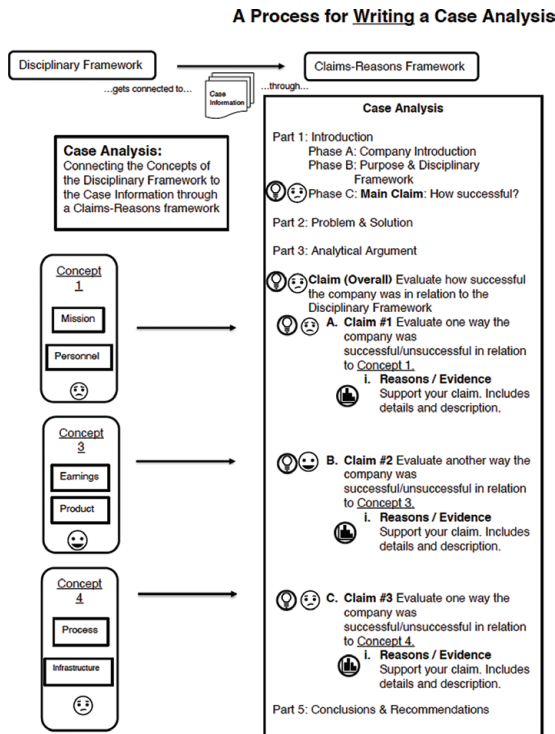 A Process for Writing a Case Analysis
Disciplinary Framework
Claims-Reasons Framework
...gets connected to...
Case
Information
...through...
Case Analysis:
Connecting the Concepts of
the Disciplinary Framework to
the Case Information through
a Claims-Reasons framework
Concept
1
Mission
Personnel
Concept
3
Earnings
Product
Concept
4
Process
Infrastructure
Case Analysis
Part 1: Introduction
Phase A: Company Introduction
Phase B: Purpose & Disciplinary
Framework
Phase C: Main Claim: How successful?
Part 2: Problem & Solution
Part 3: Analytical Argument
Claim (Overall) Evaluate how successful
the company was in relation to the
Disciplinary Framework
A. Claim #1 Evaluate one way the
company was
successful/unsuccessful in relation
to Concept 1.
i. Reasons / Evidence
Support your claim. Includes
details and description.
B. Claim #2 Evaluate another way the
company was
successful/unsuccessful in relation
to Concept 3.
i. Reasons / Evidence
Support your claim. Includes
details and description.
C. Claim #3 Evaluate one way the
company was
successful/unsuccessful in relation
to Concept 4.
i. Reasons / Evidence
Support your claim. Includes
details and description.
Part 5: Conclusions & Recommendations